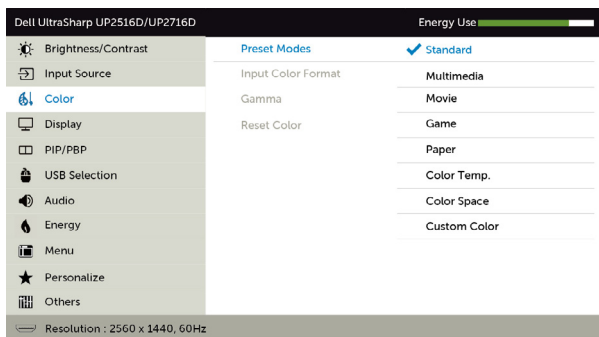 Dell UltraSharp UP2516D/UP2716D
Energy Use
Brightness/Contrast
Input Source
Color
Display
PIP/PBP
USB Selection
Audio
Energy
Menu
Personalize
Others
Preset Modes
Input Color Format
Gamma
Reset Color
Standard
Multimedia
Movie
Game
Paper
Color Temp.
Color Space
Custom Color
Resolution : 2560 x 1440, 60Hz